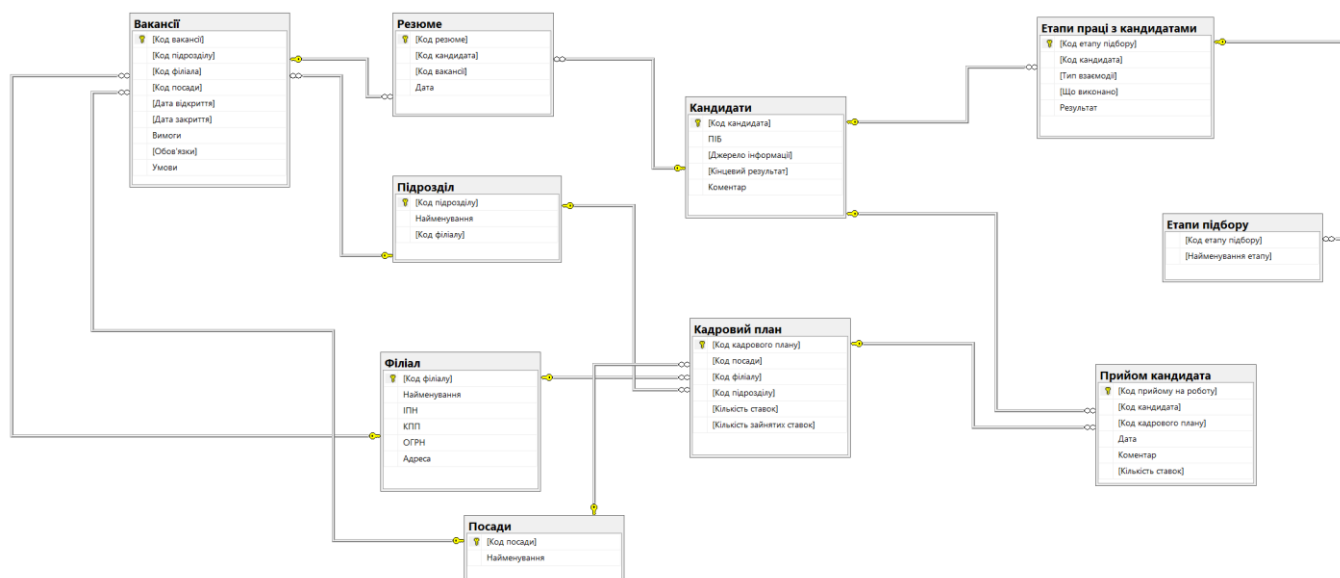 Вакансії
[Код вакансії]
[Код підрозділу]
[Код філіала]
[Код посади]
[Дата відкриття]
[Дата закриття]
Вимоги
[Обов'язки]
Умови
Резюме
[Код резюме]
[Код кандидата]
[Код вакансії]
Дата
Підрозділ
[Код підрозділу]
Найменування
[Код філіалу]
Філіал
[Код філіалу]
Найменування
ІПН
КПП
ОГРН
Адреса
Посади
[Код посади]
Найменування
Кандидати
[Код кандидата]
ПІБ
[Джерело інформації]
[Кінцевий результат]
Коментар
Кадровий план
[Код кадрового плану]
[Код посади]
[Код філіалу]
[Код підрозділу]
[Кількість ставок]
[Кількість зайнятих ставок]
Етапи праці з кандидатами
[Код етапу підбору]
[Код кандидата]
[Тип взаємодії]
[Що виконано]
Результат
Етапи підбору
[Код етапу підбору]
[Найменування етапу]
Прийом кандидата
[Код прийому на роботу]
[Код кандидата]
[Код кадрового плану]
Дата
Коментар
[Кількість ставок]